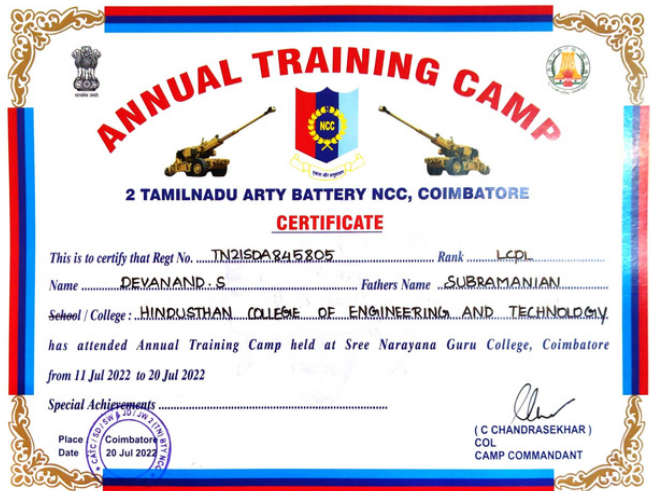 ANNUAL TRAINING CAMP
NCC
2 TAMILNADU ARTY BATTERY NCC, COIMBATORE
CERTIFICATE
This is to certify that Regt No. TN21SDA845805 Rank LCPL
Name DEVANAND.S Fathers Name SUBRAMANIAN
School / College : HINDUSTHAN COLLEGE OF ENGINEERING AND TECHNOLOGY
has attended Annual Training Camp held at Sree Narayana Guru College, Coimbatore
from 11 Jul 2022 to 20 Jul 2022
Special Achievements
Place Coimbatore
Date 20 Jul 2022
( C CHANDRASEKHAR )
COL
CAMP COMMANDANT